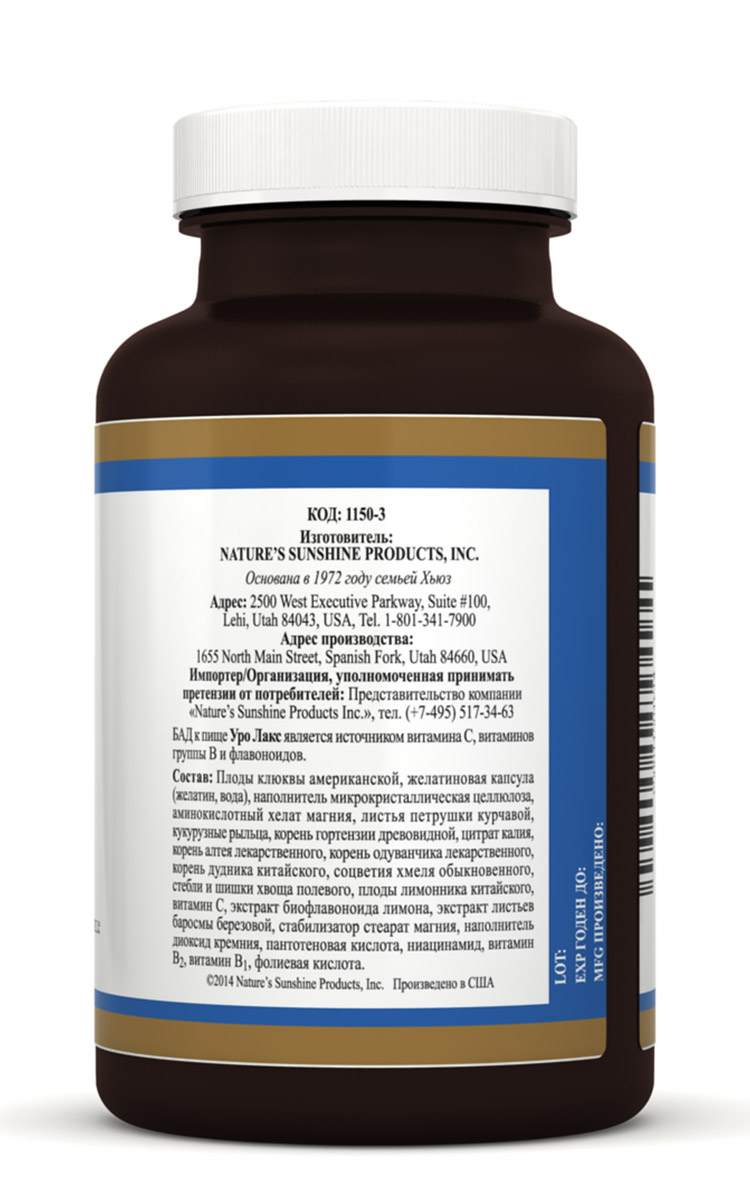 КОД: 1150-3
Изготовитель:
NATURE'S SUNSHINE PRODUCTS, INC.
Основана в 1972 году семьей Хьюз
Адрес: 2500 West Executive Parkway, Suite #100,
Lehi, Utah 84043, USA, Tel. 1-801-341-7900
Адрес производства:
1655 North Main Street, Spanish Fork, Utah 84660, USA
Импортер/Организация, уполномоченная принимать
претензии от потребителей: Представительство компании
«Nature's Sunshine Products Inc.», тел. (+7-495) 517-34-63
БАД к пище Уро Лакс является источником витамина С, витаминов
группы В и флавоноидов.
Состав: Плоды клюквы американской, желатиновая капсула
(желатин, вода), наполнитель микрокристаллическая целлюлоза,
аминокислотный хелат магния, листья петрушки курчавой,
кукурузные рыльца, корень гортензии древовидной, цитрат калия,
корень алтея лекарственного, корень одуванчика лекарственного,
корень дудника китайского, соцветия хмеля обыкновенного,
стебли и шишки хвоща полевого, плоды лимонника китайского,
витамин С, экстракт биофлавоноида лимона, экстракт листьев
баросмы березовой, стабилизатор стеарат магния, наполнитель
диоксид кремния, пантотеновая кислота, ниацинамид, витамин
B2, витамин B1, фолиевая кислота.
©2014 Nature's Sunshine Products, Inc. Произведено в США
LOT:
EXP ГОДЕН ДО:
MFG ПРОИЗВЕДЕНО: